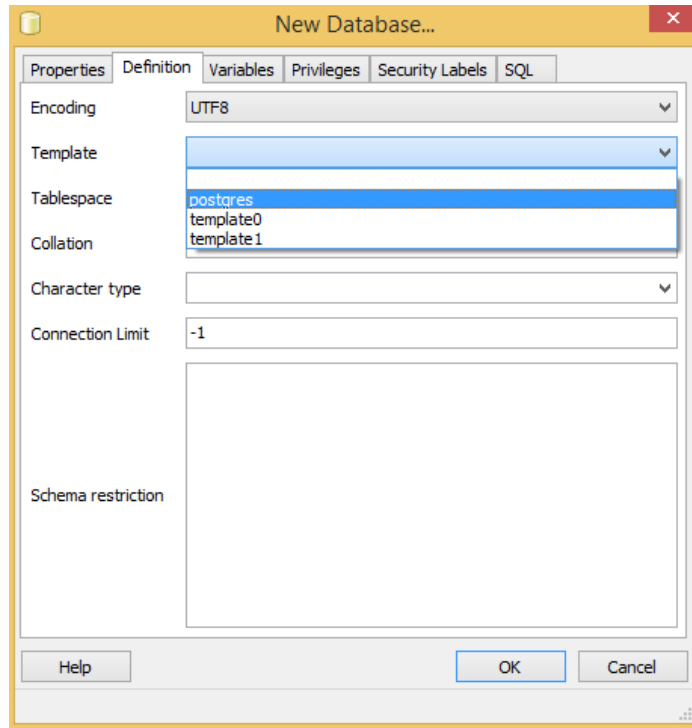 New Database...
Properties Definition Variables Privileges Security Labels SQL
Encoding UTF8
Template
Tablespace postgres
template0
Collation template1
Character type
Connection Limit -1
Schema restriction
Help OK Cancel